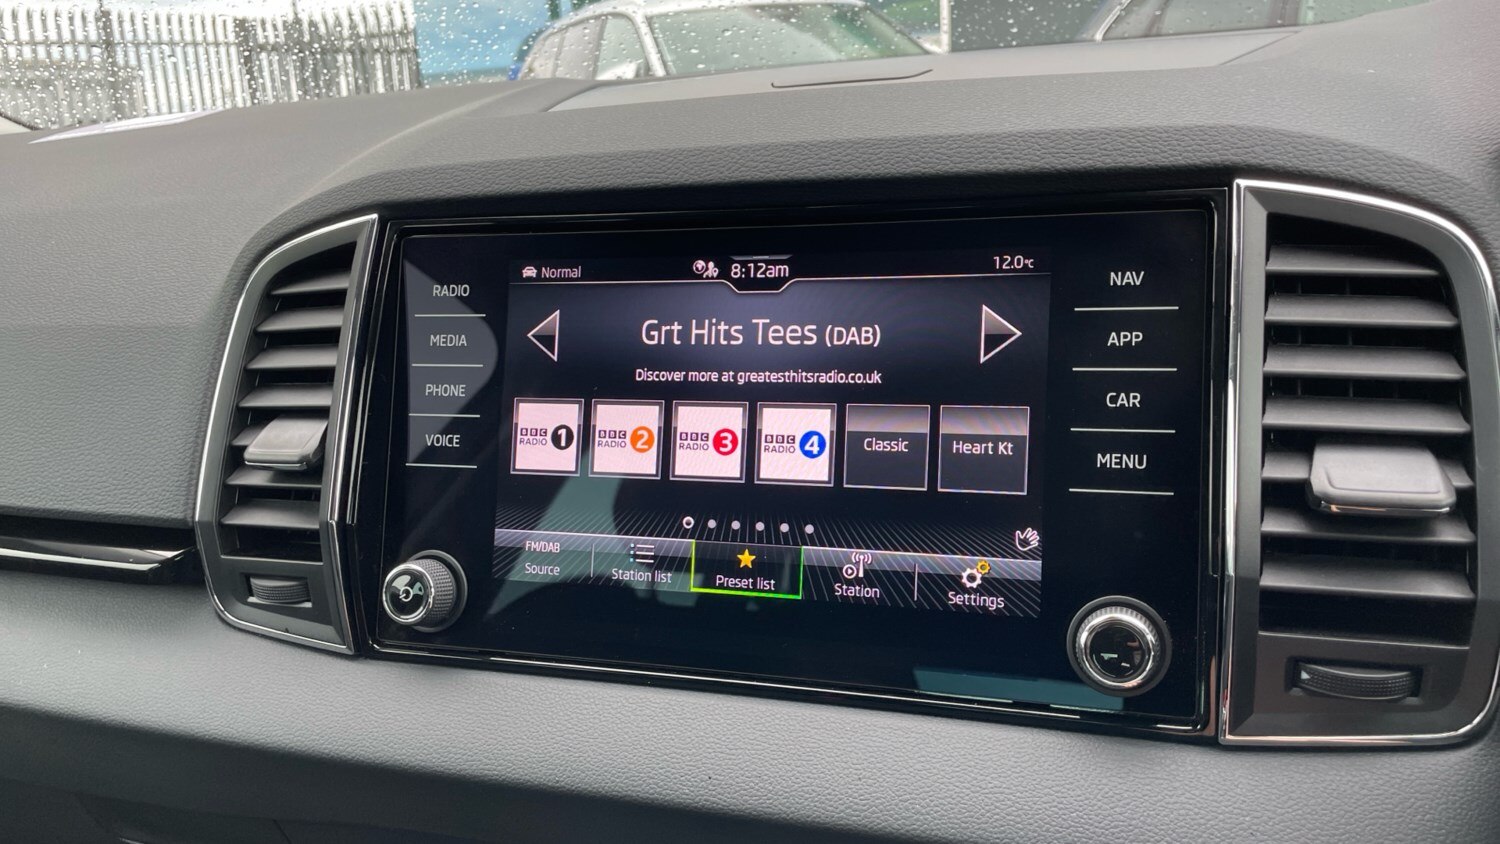 Normal
8:12am
12.0°C
RADIO
MEDIA
PHONE
VOICE
Grt Hits Tees (DAB)
Discover more at greatesthitsradio.co.uk
BBC RADIO 1
BBC RADIO 2
BBC RADIO 3
BBC RADIO 4
Classic
Heart Kt
FM/DAB
Source
Station list
Preset list
Station
Settings
NAV
APP
CAR
MENU